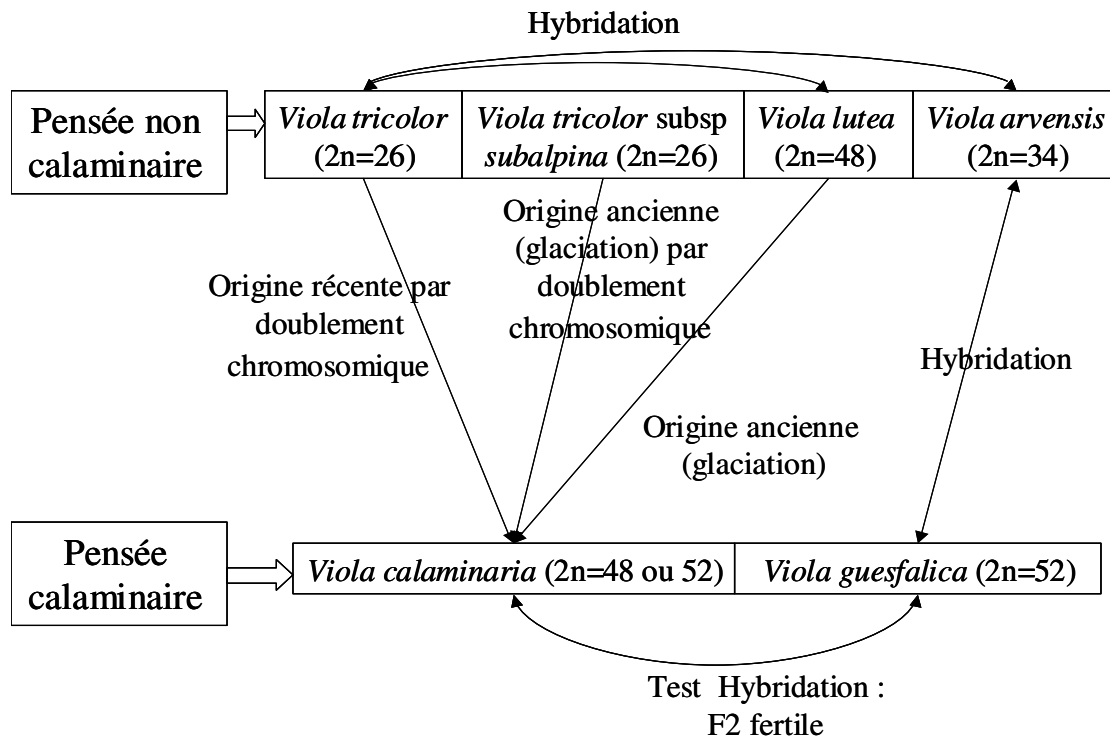 Hybridation
Pensée non
calaminaire
Viola tricolor
(2n=26)
Viola tricolor subsp
subalpina (2n=26)
Viola lutea
(2n=48)
Viola arvensis
(2n=34)
Origine récente par
doublement
chromosomique
Origine ancienne
(glaciation) par
doublement
chromosomique
Origine ancienne
(glaciation)
Hybridation
Pensée
calaminaire
Viola calaminaria (2n=48 ou 52)
Viola guesfalica (2n=52)
Test Hybridation :
F2 fertile